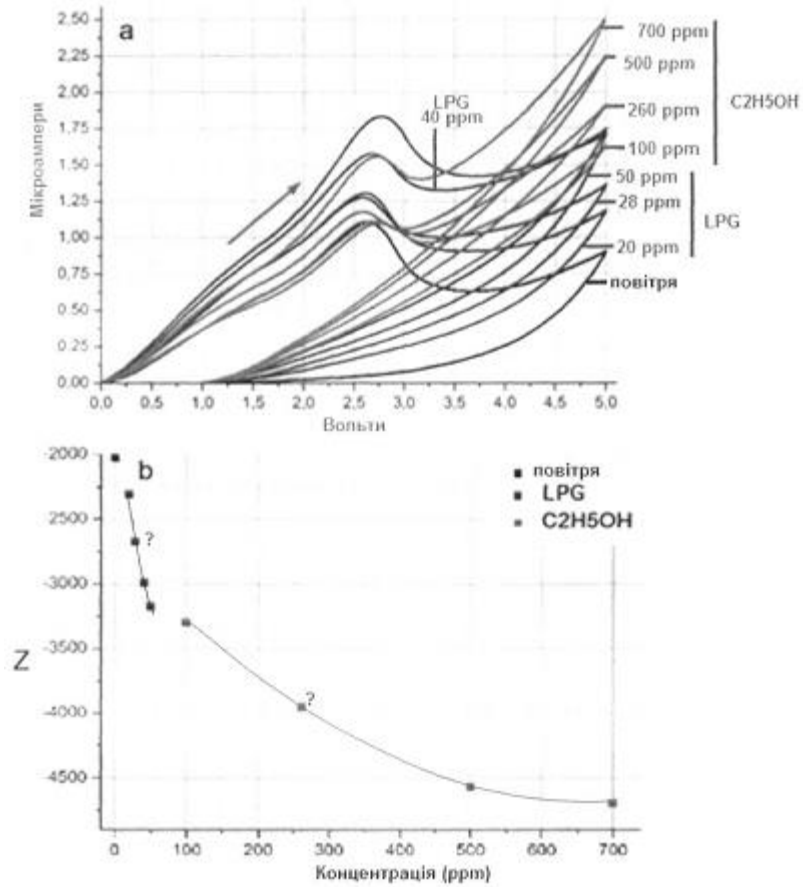 a
2.50
2.25
2.00
1.75
1.50
1.25
1.00
0.75
0.50
0.25
0.00
Мікроампери
LPG
40 ppm
700 ppm
500 ppm
260 ppm
100 ppm
50 ppm
28 ppm
20 ppm
повітря
C2H5OH
LPG
0,0 0,5 1,0 1,5 2,0 2,5 3,0 3,5 4,0 4,5 5,0
Вольти
b
-2000
-2500
-3000
-3500
-4000
-4500
Z
?
?
повітря
LPG
C2H5OH
0 100 200 300 400 500 600 700
Концентрація (ppm)